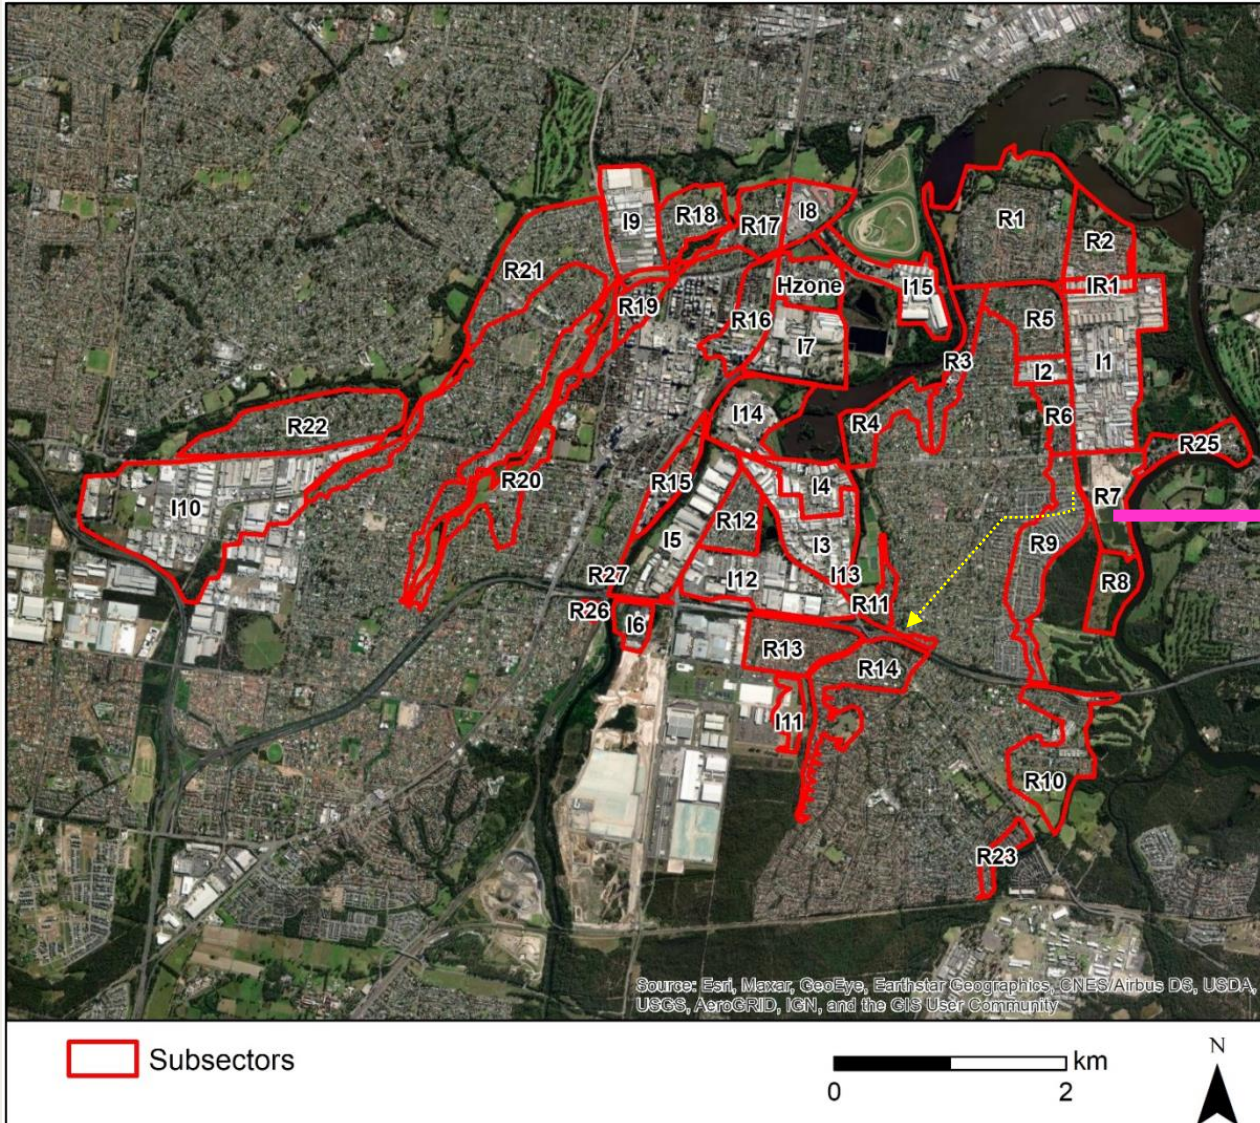 I9
R18
R17
I8
R1
R2
R21
Hzone
I15
IR1
R19
R16
R5
I7
R3
I2
I1
I14
R4
R6
R22
R25
R20
R15
I4
R7
I10
R12
I5
I3
R9
R27
I12
I13
R8
R26
I6
R11
R13
R14
I11
R10
R23
Source: Esri, Maxar, GeoEye, Earthstar Geographics, CNES/Airbus DS, USDA,
USGS, AeroGRID, IGN, and the GIS User Community
Subsectors
km
0 2
N